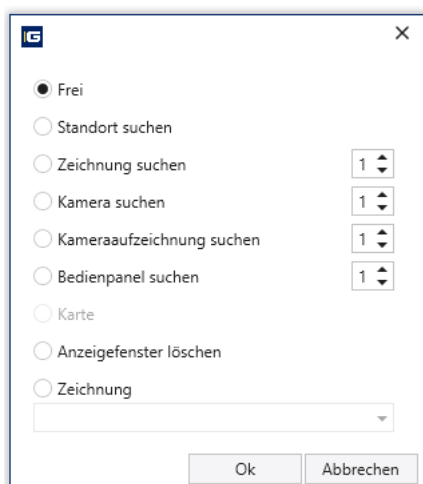 G
Frei
Standort suchen
Zeichnung suchen 1
Kamera suchen 1
Kameraaufzeichnung suchen 1
Bedienpanel suchen 1
Karte
Anzeigefenster löschen
Zeichnung
Ok Abbrechen